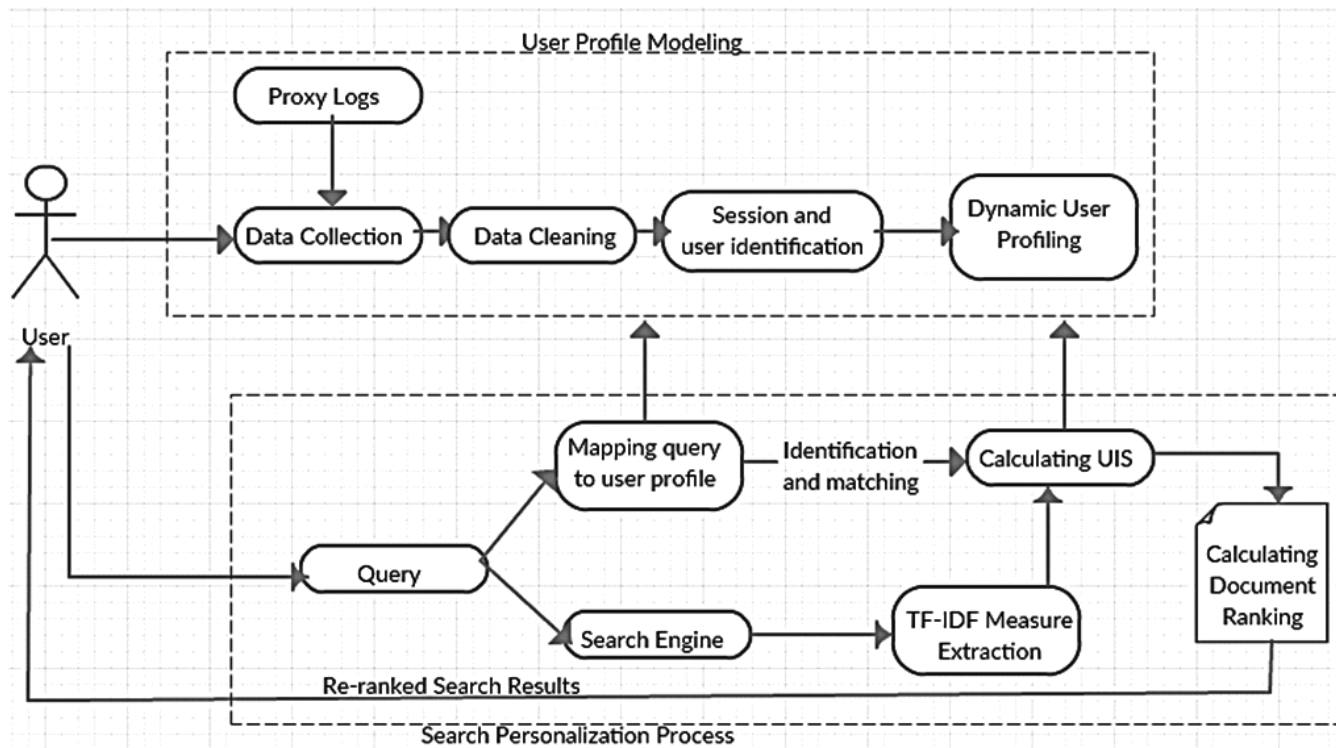 User Profile Modeling
Proxy Logs
Data Collection
Data Cleaning
Session and
user identification
Dynamic User
Profiling
User
Mapping query
to user profile
Identification
and matching
Calculating UIS
Query
Search Engine
TF-IDF Measure
Extraction
Calculating
Document
Ranking
Re-ranked Search Results
Search Personalization Process